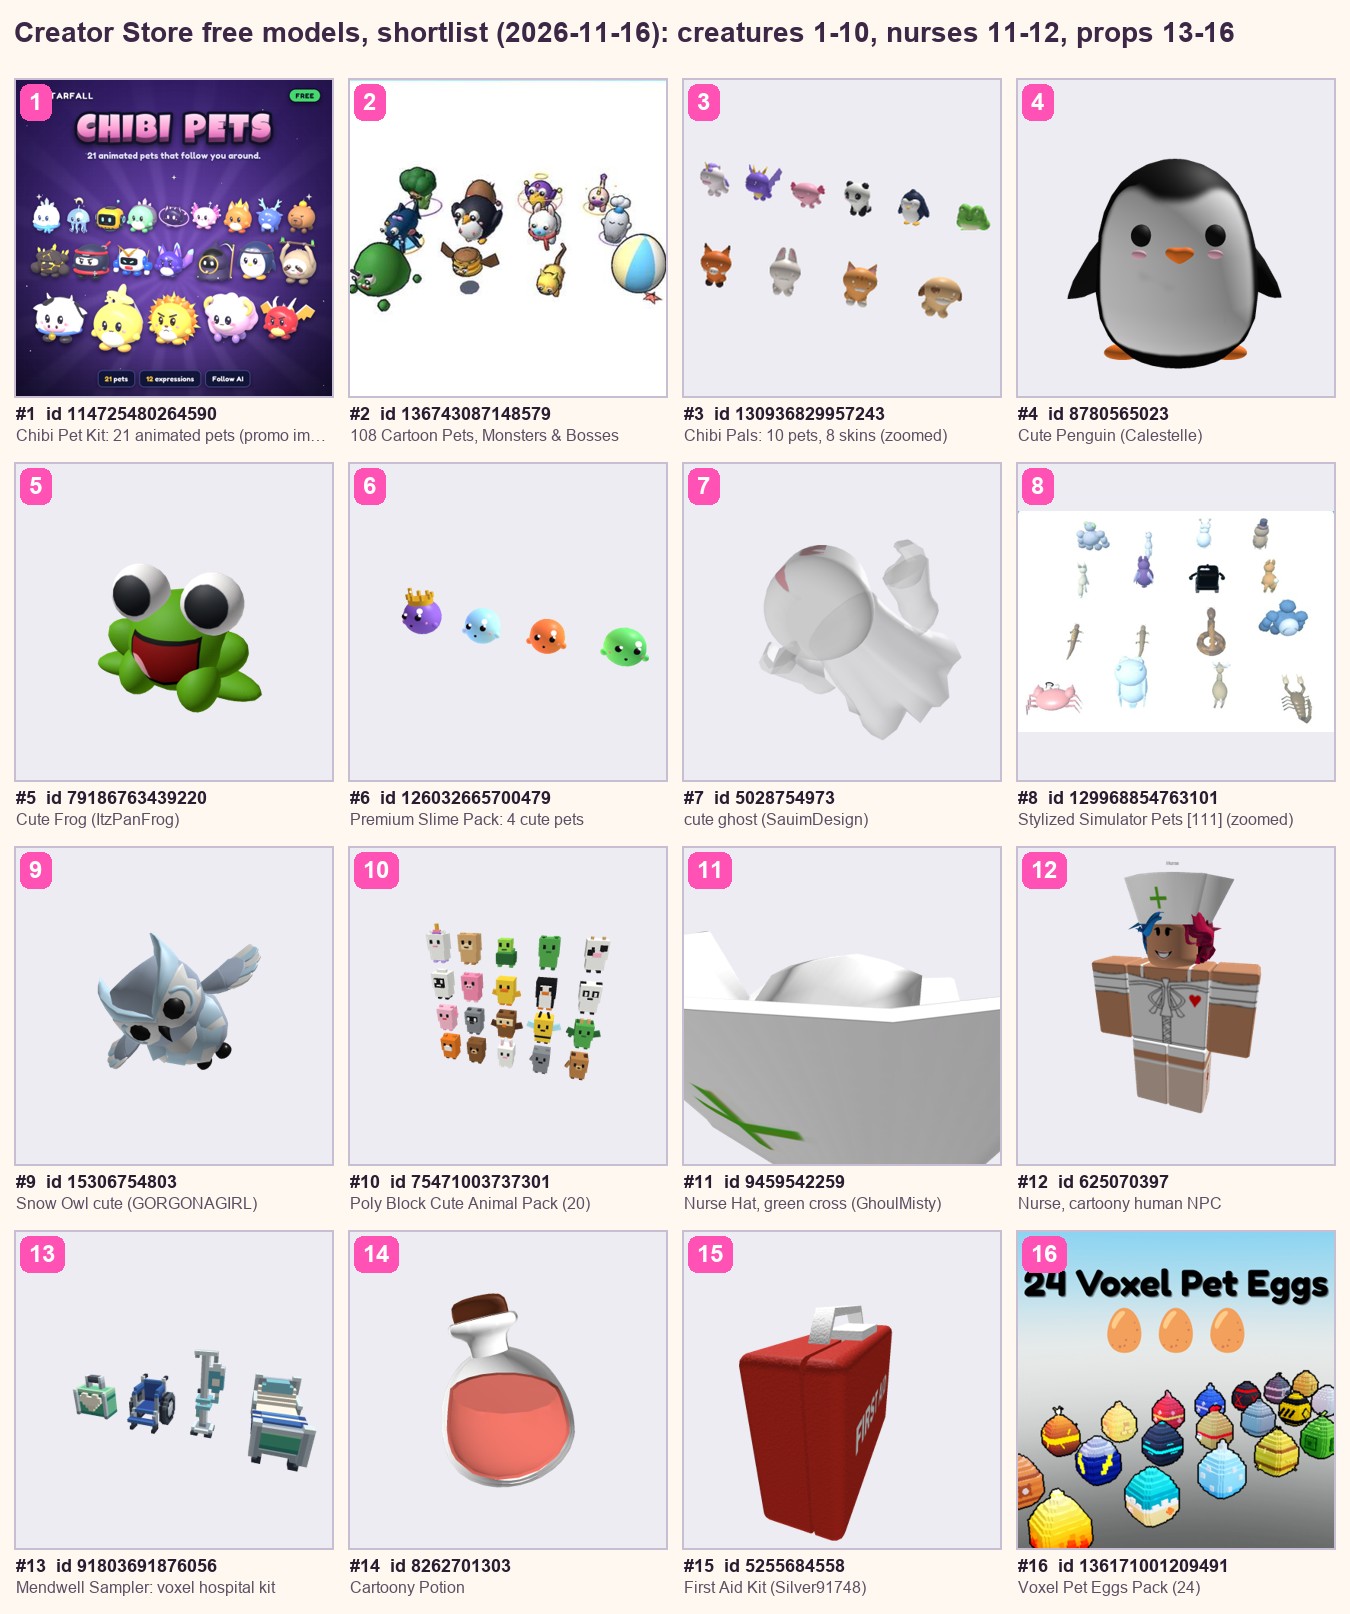 Creator Store free models, shortlist (2026-11-16): creatures 1-10, nurses 11-12, props 13-16
1
TARFALL
FREE
CHIBI PETS
21 animated pets that follow you around.
21 pets
12 expressions
Follow AI
2
3
4
#1 id 114725480264590
Chibi Pet Kit: 21 animated pets (promo im…
#2 id 136743087148579
108 Cartoon Pets, Monsters & Bosses
#3 id 130936829957243
Chibi Pals: 10 pets, 8 skins (zoomed)
#4 id 8780565023
Cute Penguin (Calestelle)
5
6
7
8
#5 id 79186763439220
Cute Frog (ItzPanFrog)
#6 id 126032665700479
Premium Slime Pack: 4 cute pets
#7 id 5028754973
cute ghost (SauimDesign)
#8 id 129968854763101
Stylized Simulator Pets [111] (zoomed)
9
10
11
12
#9 id 15306754803
Snow Owl cute (GORGONAGIRL)
#10 id 75471003737301
Poly Block Cute Animal Pack (20)
#11 id 9459542259
Nurse Hat, green cross (GhoulMisty)
#12 id 625070397
Nurse, cartoony human NPC
13
14
15
FIRST AID
16
24 Voxel Pet Eggs
#13 id 91803691876056
Mendwell Sampler: voxel hospital kit
#14 id 8262701303
Cartoony Potion
#15 id 5255684558
First Aid Kit (Silver91748)
#16 id 136171001209491
Voxel Pet Eggs Pack (24)